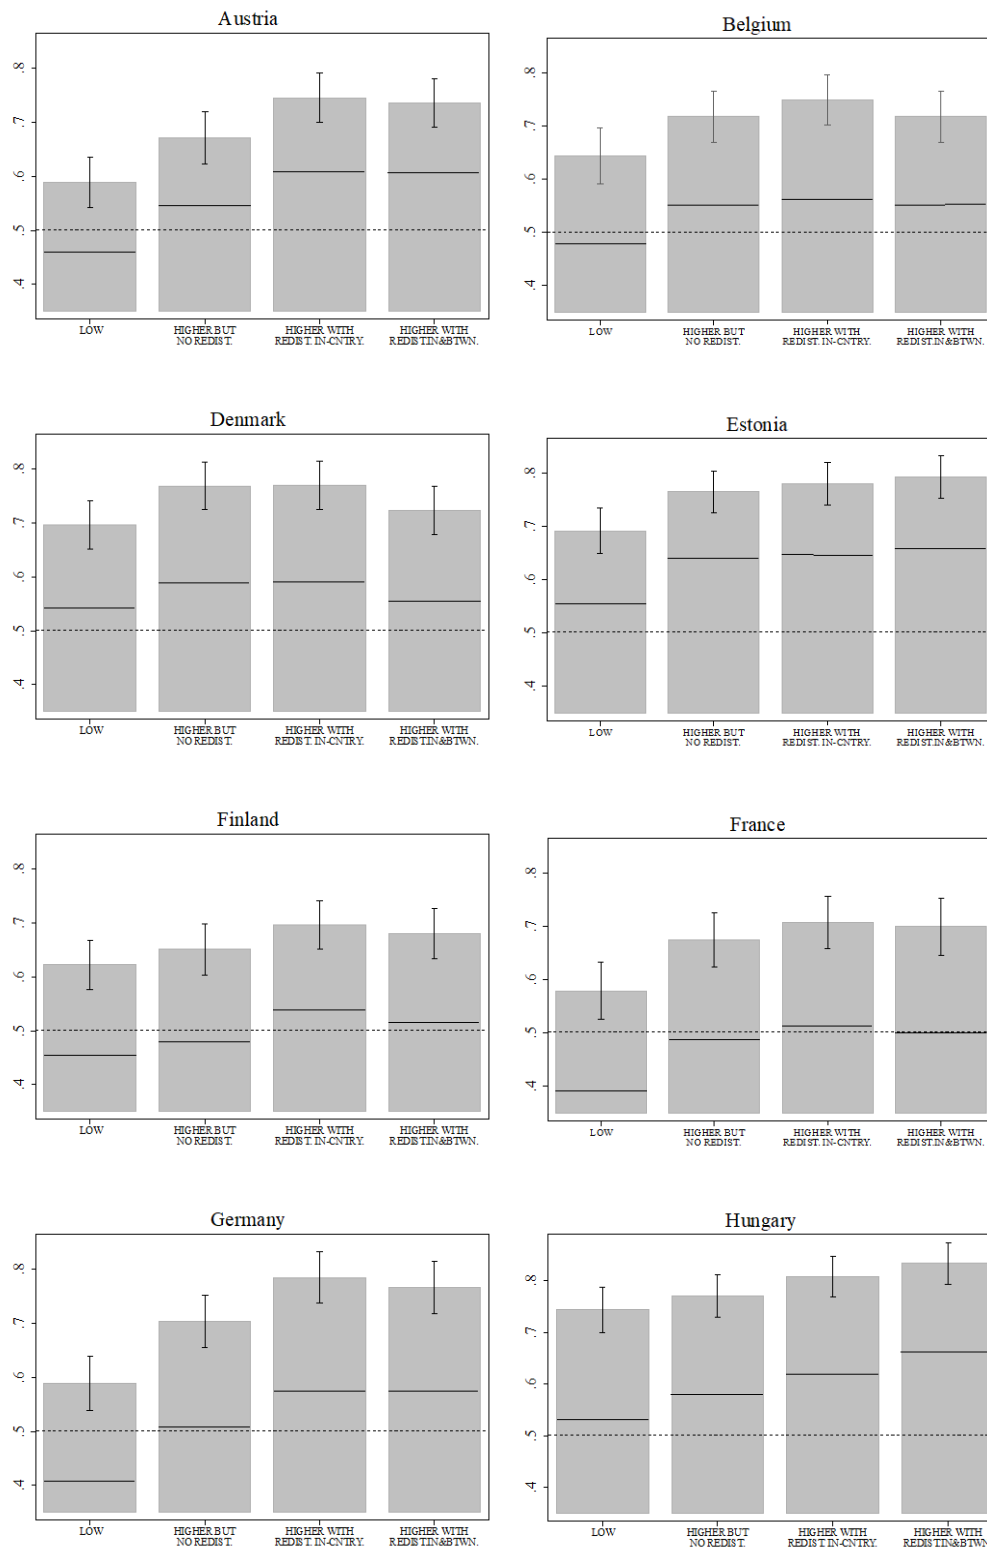 Austria
.8
.7
.6
.5
.4
LOW
HIGHER BUT
NO REDIST.
HIGHER WITH
REDIST. IN-CNTRY.
HIGHER WITH
REDIST.IN&BTWN.
Belgium
.8
.7
.6
.5
.4
LOW
HIGHER BUT
NO REDIST.
HIGHER WITH
REDIST. IN-CNTRY.
HIGHER WITH
REDIST.IN&BTWN.
Denmark
.8
.7
.6
.5
.4
LOW
HIGHER BUT
NO REDIST.
HIGHER WITH
REDIST. IN-CNTRY.
HIGHER WITH
REDIST.IN&BTWN.
Estonia
.8
.7
.6
.5
.4
LOW
HIGHER BUT
NO REDIST.
HIGHER WITH
REDIST. IN-CNTRY.
HIGHER WITH
REDIST.IN&BTWN.
Finland
.8
.7
.6
.5
.4
LOW
HIGHER BUT
NO REDIST.
HIGHER WITH
REDIST. IN-CNTRY.
HIGHER WITH
REDIST.IN&BTWN.
France
.8
.7
.6
.5
.4
LOW
HIGHER BUT
NO REDIST.
HIGHER WITH
REDIST. IN-CNTRY.
HIGHER WITH
REDIST.IN&BTWN.
Germany
.8
.7
.6
.5
.4
LOW
HIGHER BUT
NO REDIST.
HIGHER WITH
REDIST. IN-CNTRY.
HIGHER WITH
REDIST.IN&BTWN.
Hungary
.8
.7
.6
.5
.4
LOW
HIGHER BUT
NO REDIST.
HIGHER WITH
REDIST. IN-CNTRY.
HIGHER WITH
REDIST.IN&BTWN